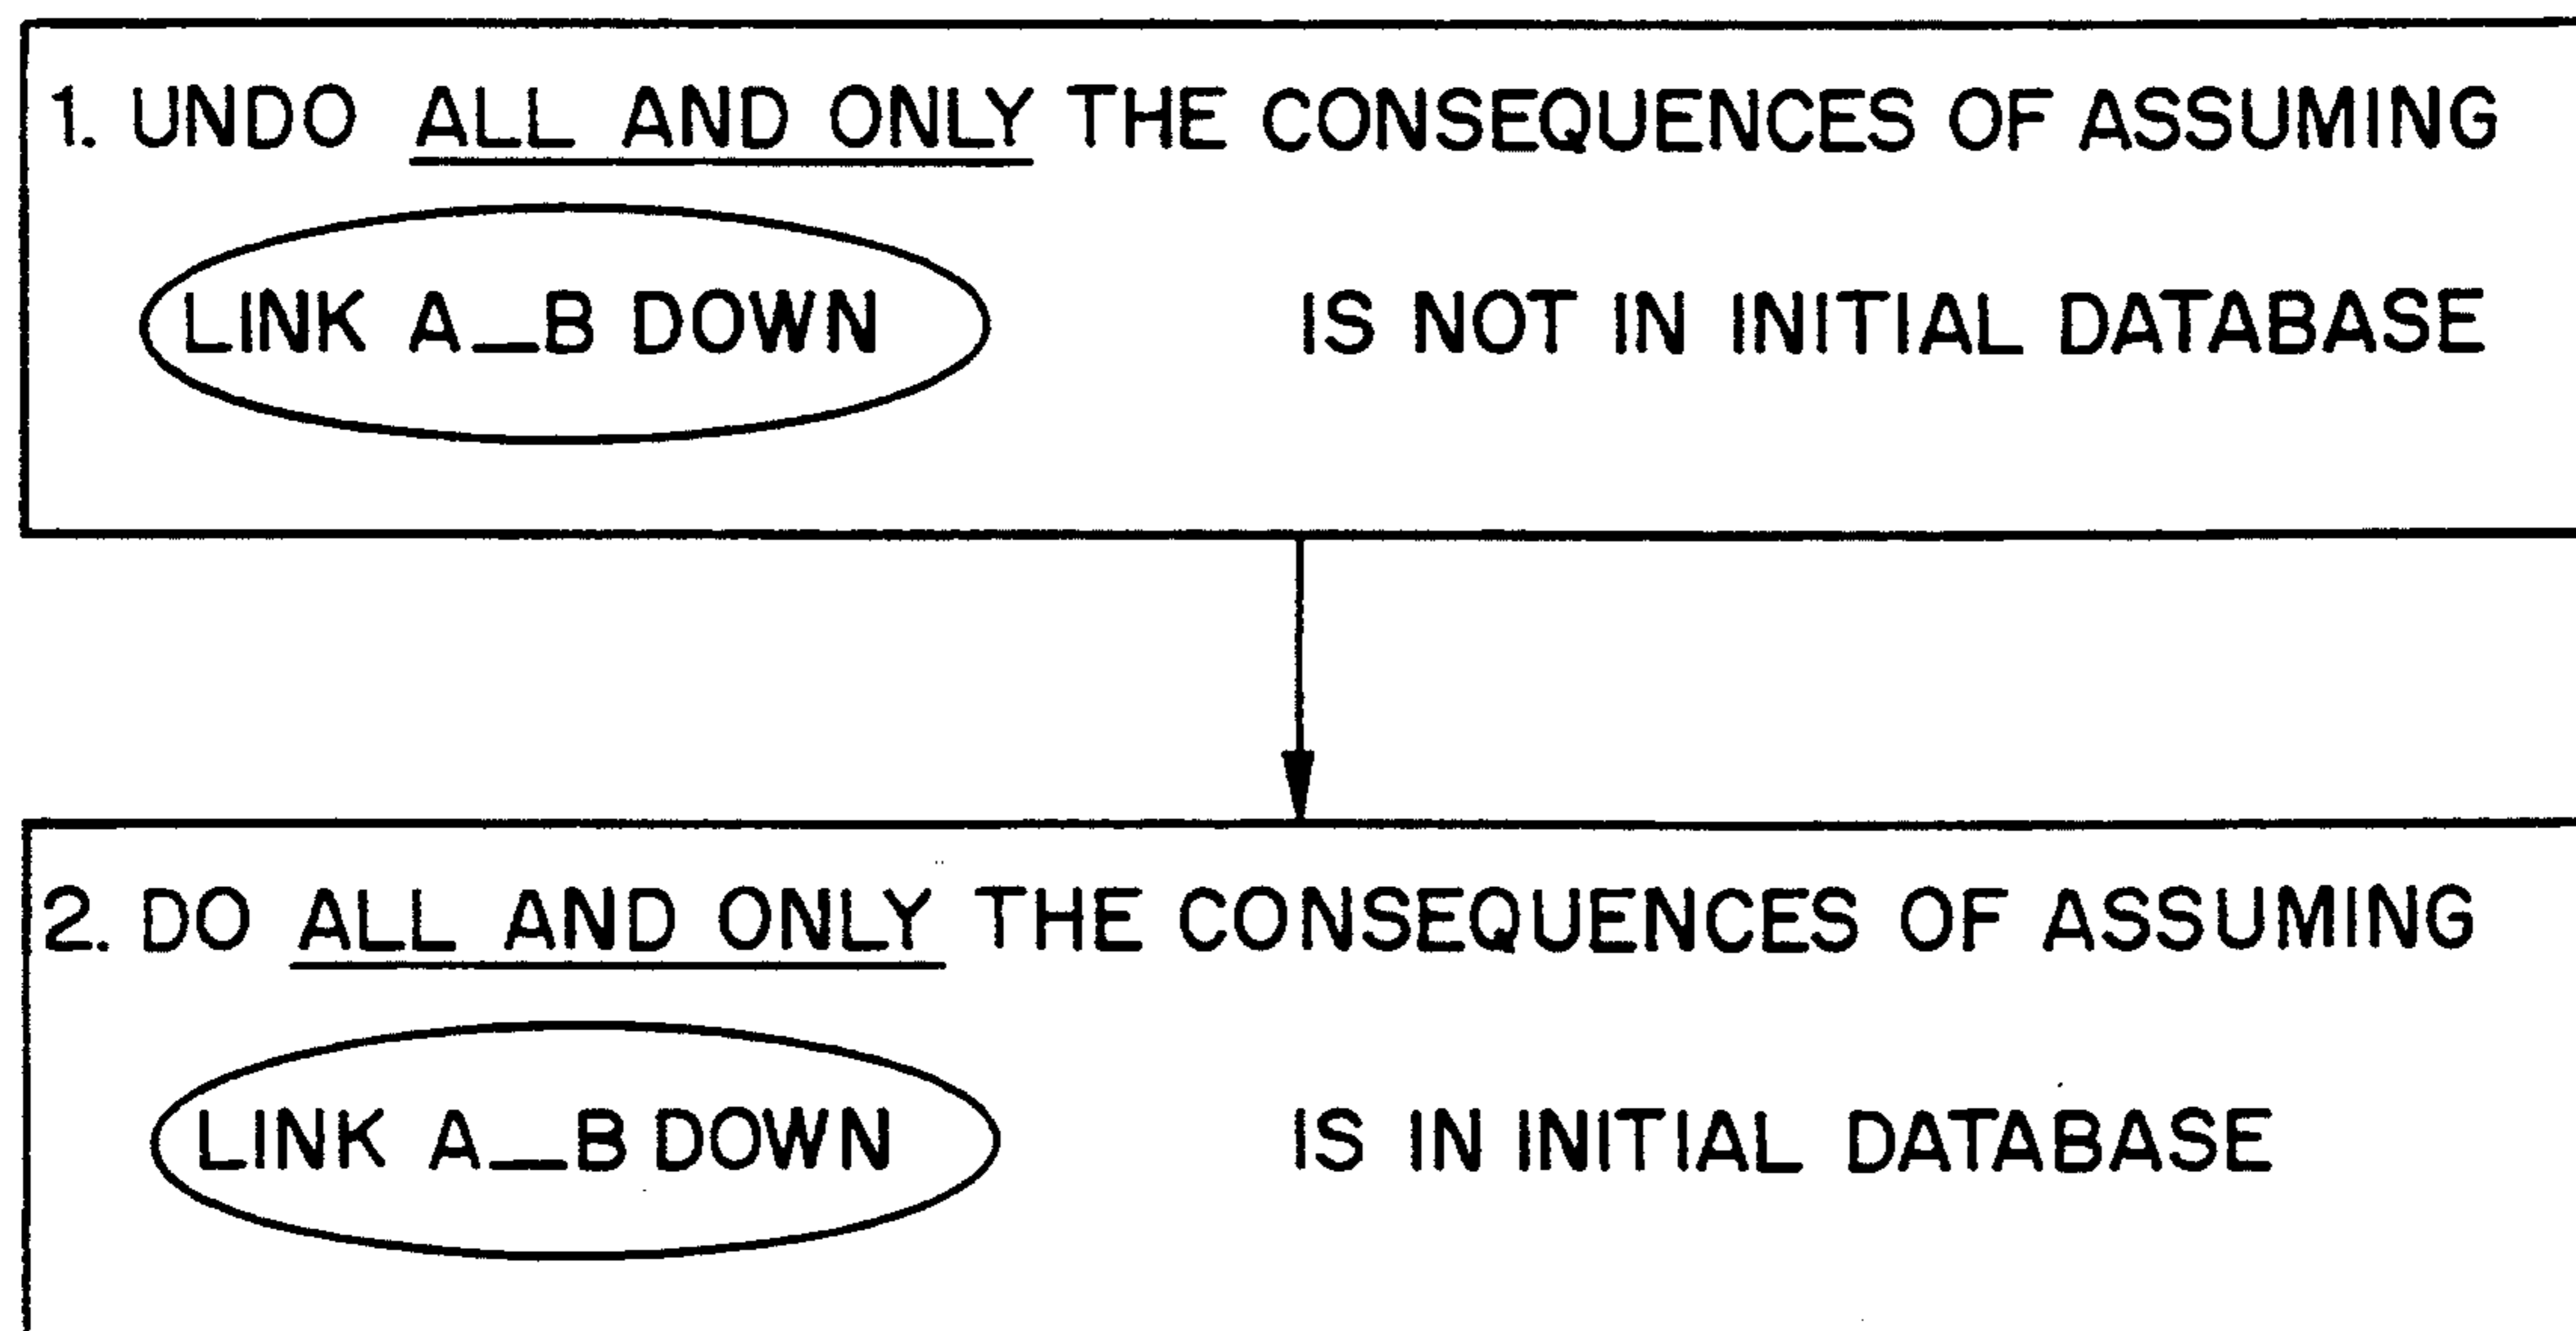 1. UNDO ALL AND ONLY THE CONSEQUENCES OF ASSUMING
LINK A_B DOWN IS NOT IN INITIAL DATABASE
2. DO ALL AND ONLY THE CONSEQUENCES OF ASSUMING
LINK A_B DOWN IS IN INITIAL DATABASE